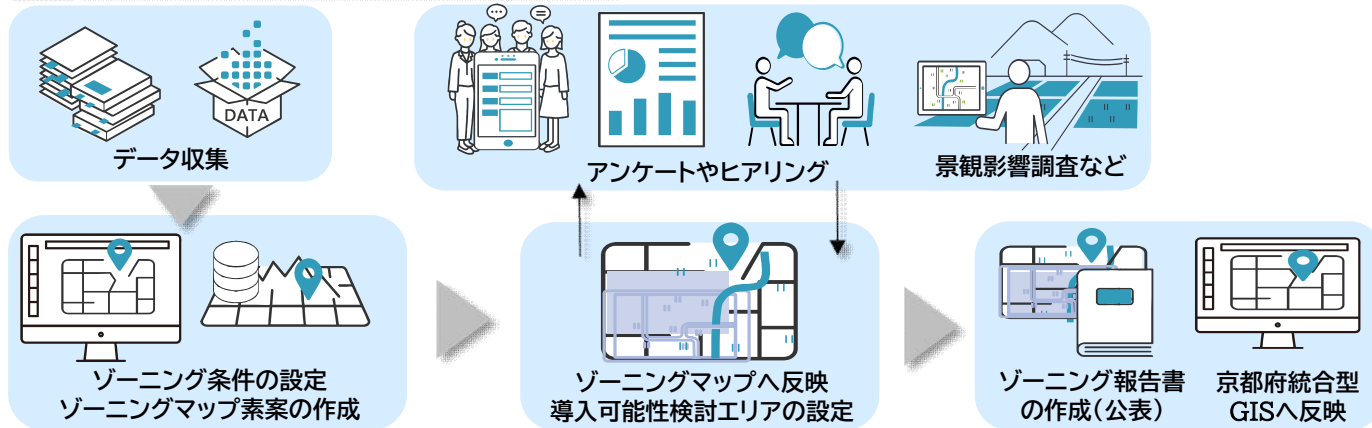 DATA
データ収集
アンケートやヒアリング
景観影響調査など
ゾーニング条件の設定
ゾーニングマップ素案の作成
ゾーニングマップへ反映
導入可能性検討エリアの設定
ゾーニング報告書
の作成(公表)
京都府統合型
GISへ反映